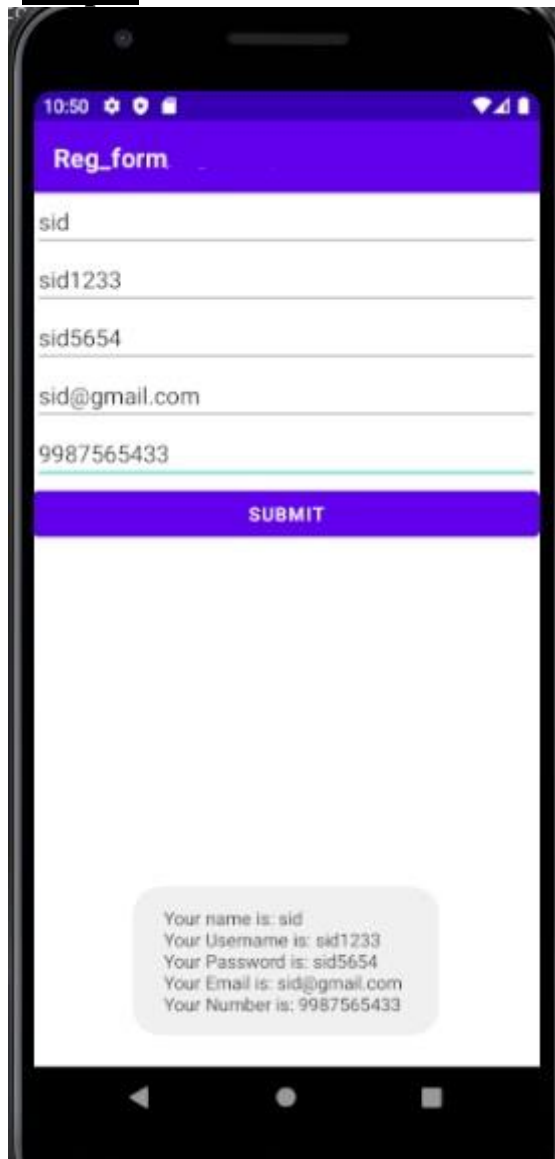 10:50
Reg_form
sid
sid1233
sid5654
sid@gmail.com
9987565433
SUBMIT
Your name is: sid
Your Username is: sid1233
Your Password is: sid5654
Your Email is: sid@gmail.com
Your Number is: 9987565433